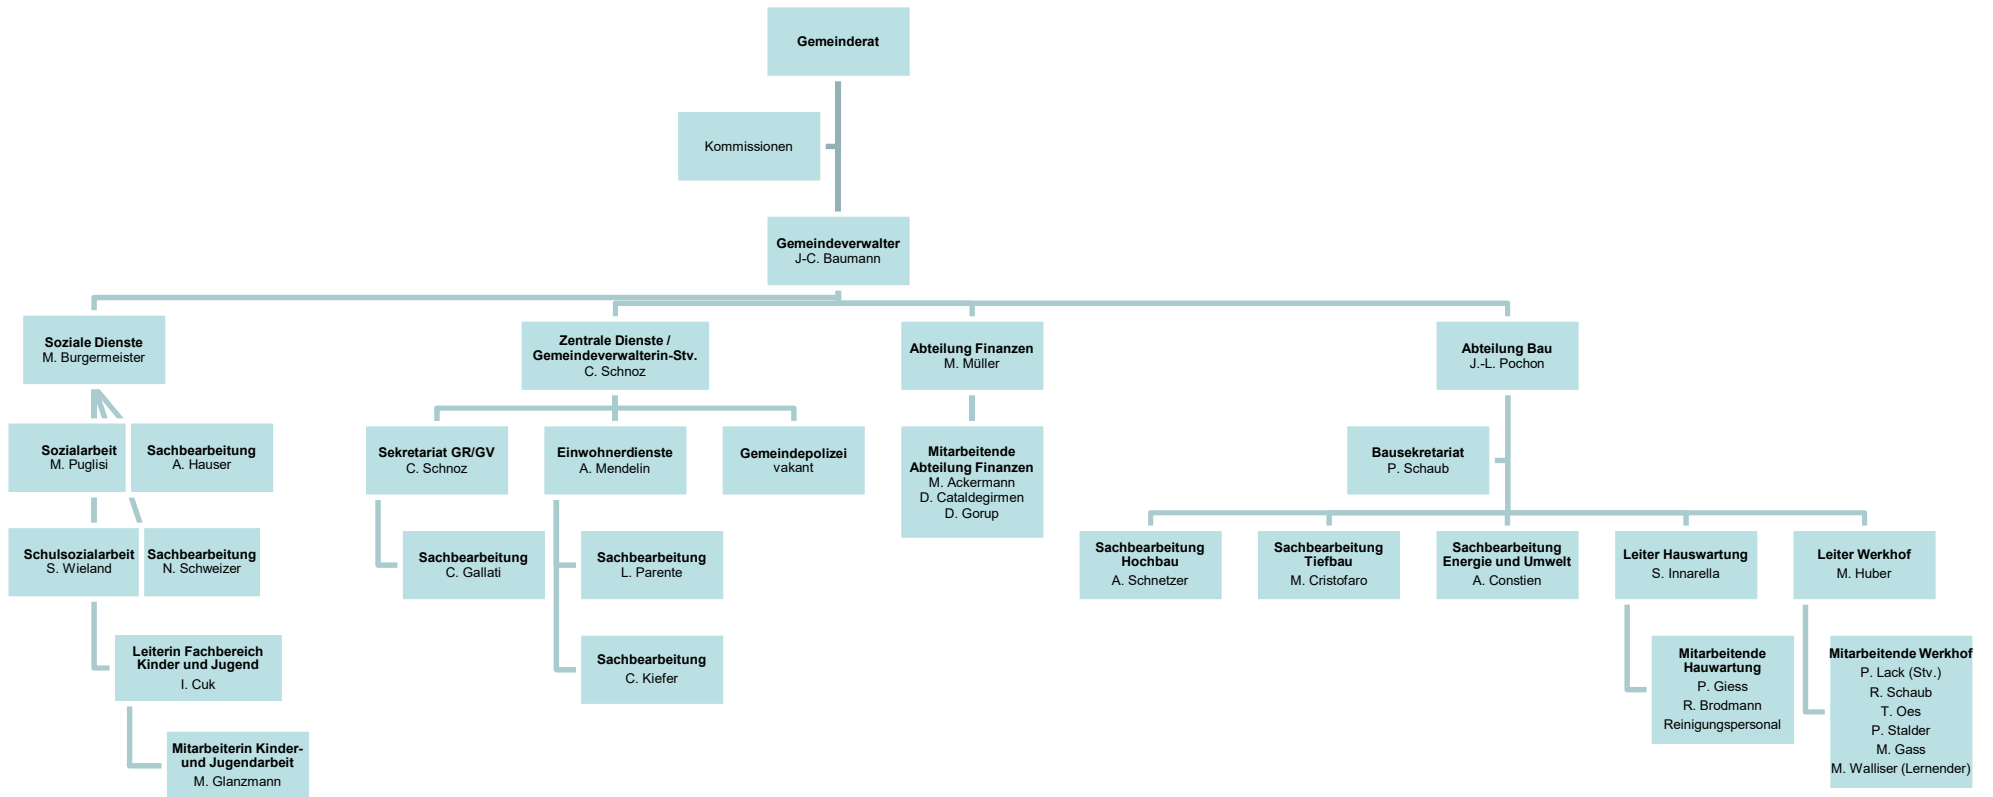 Gemeinderat
Kommissionen
Gemeindeverwalter
J-C. Baumann
Soziale Dienste
M. Burgermeister
Zentrale Dienste /
Gemeindeverwalterin-Stv.
C. Schnoz
Abteilung Finanzen
M. Müller
Abteilung Bau
J.-L. Pochon
Sozialarbeit
M. Puglisi
Sachbearbeitung
A. Hauser
Sekretariat GR/GV
C. Schnoz
Einwohnerdienste
A. Mendelin
Gemeindepolizei
vakant
Mitarbeitende
Abteilung Finanzen
M. Ackermann
D. Cataldegirmen
D. Gorup
Bausekretariat
P. Schaub
Schulsozialarbeit
S. Wieland
Sachbearbeitung
N. Schweizer
Sachbearbeitung
C. Gallati
Sachbearbeitung
L. Parente
Sachbearbeitung
Hochbau
A. Schnetzer
Sachbearbeitung
Tiefbau
M. Cristofaro
Sachbearbeitung
Energie und Umwelt
A. Constien
Leiter Hauswartung
S. Innarella
Leiter Werkhof
M. Huber
Leiterin Fachbereich
Kinder und Jugend
I. Cuk
Sachbearbeitung
C. Kiefer
Mitarbeitende
Hauwartung
P. Giess
R. Brodmann
Reinigungspersonal
Mitarbeitende Werkhof
P. Lack (Stv.)
R. Schaub
T. Oes
P. Stalder
M. Gass
M. Walliser (Lernender)
Mitarbeiterin Kinder-
und Jugendarbeit
M. Glanzmann